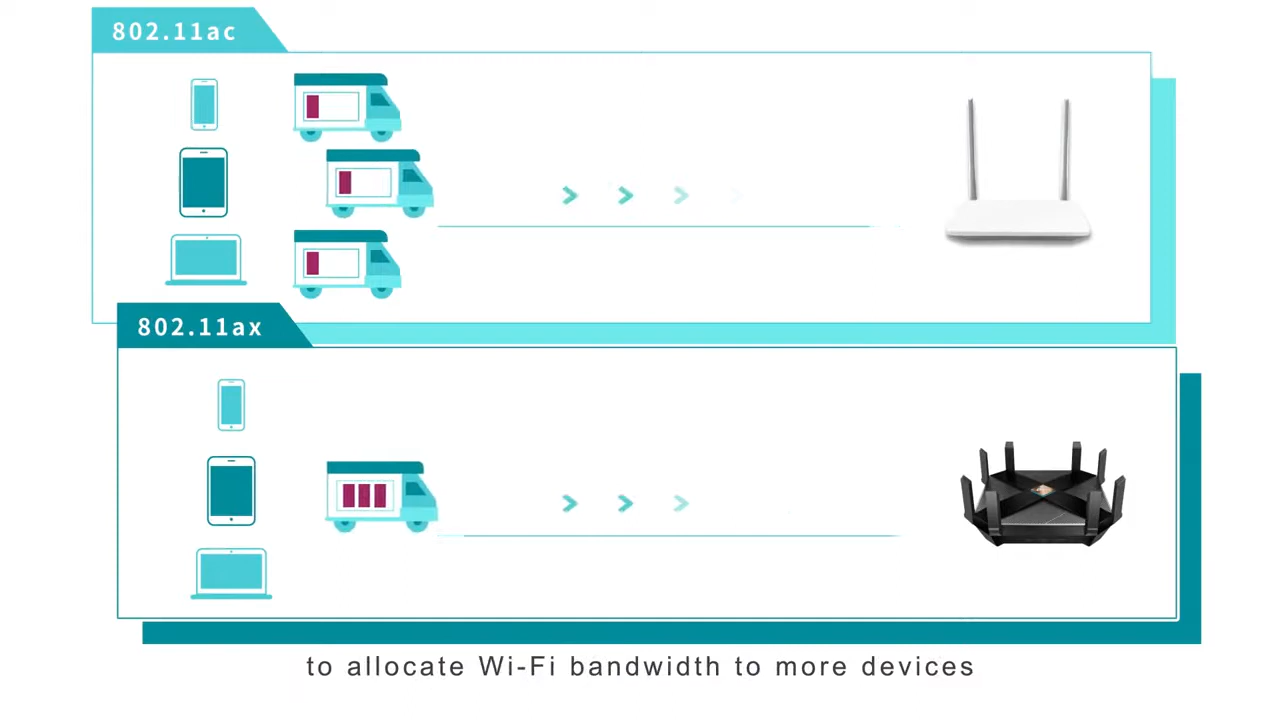 802.11ac
802.11ax
to allocate Wi-Fi bandwidth to more devices